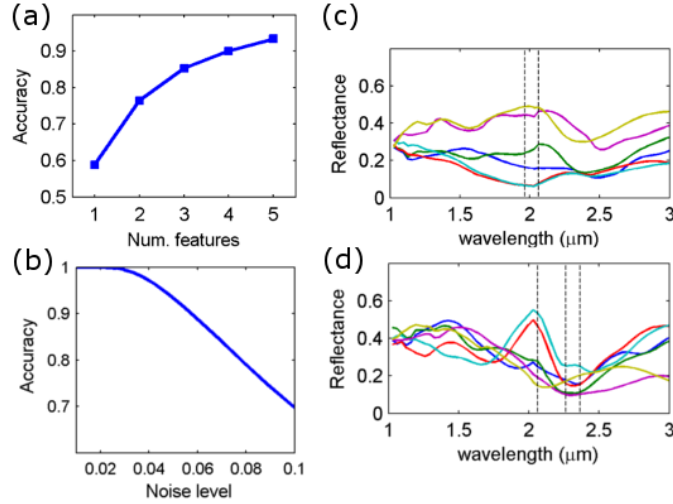 (a)
Accuracy
0.9
0.8
0.7
0.6
0.5
1 2 3 4 5
Num. features
(b)
Accuracy
1
0.9
0.8
0.7
0.02 0.04 0.06 0.08 0.1
Noise level
(c)
Reflectance
0.6
0.4
0.2
0
1 1.5 2 2.5 3
wavelength (μm)
(d)
Reflectance
0.6
0.4
0.2
0
1 1.5 2 2.5 3
wavelength (μm)